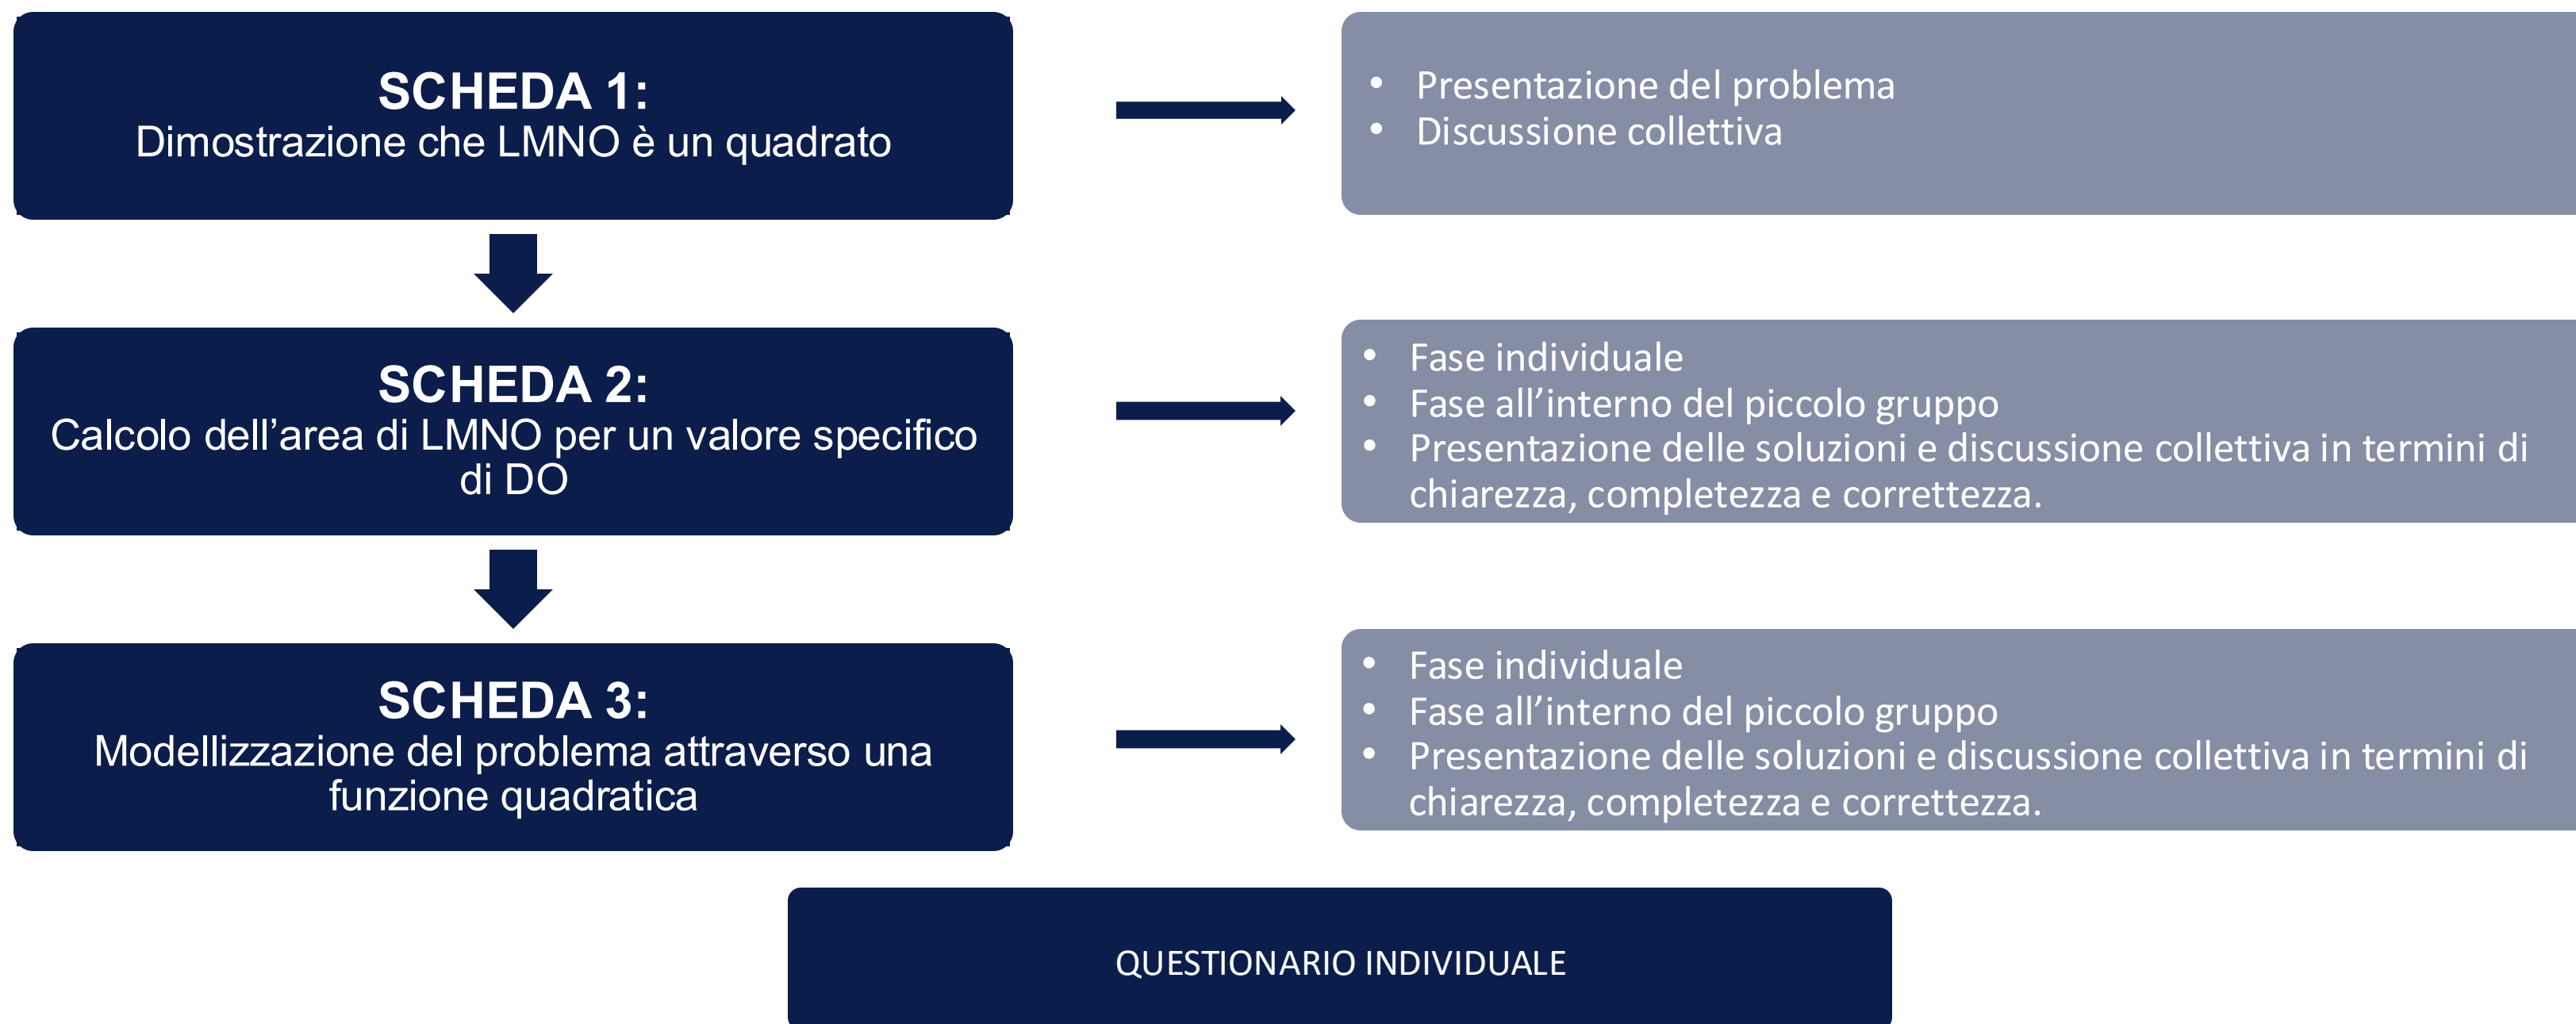 SCHEDA 1:
Dimostrazione che LMNO è un quadrato
• Presentazione del problema
• Discussione collettiva
SCHEDA 2:
Calcolo dell’area di LMNO per un valore specifico
di DO
• Fase individuale
• Fase all’interno del piccolo gruppo
• Presentazione delle soluzioni e discussione collettiva in termini di
chiarezza, completezza e correttezza.
SCHEDA 3:
Modellizzazione del problema attraverso una
funzione quadratica
• Fase individuale
• Fase all’interno del piccolo gruppo
• Presentazione delle soluzioni e discussione collettiva in termini di
chiarezza, completezza e correttezza.
QUESTIONARIO INDIVIDUALE